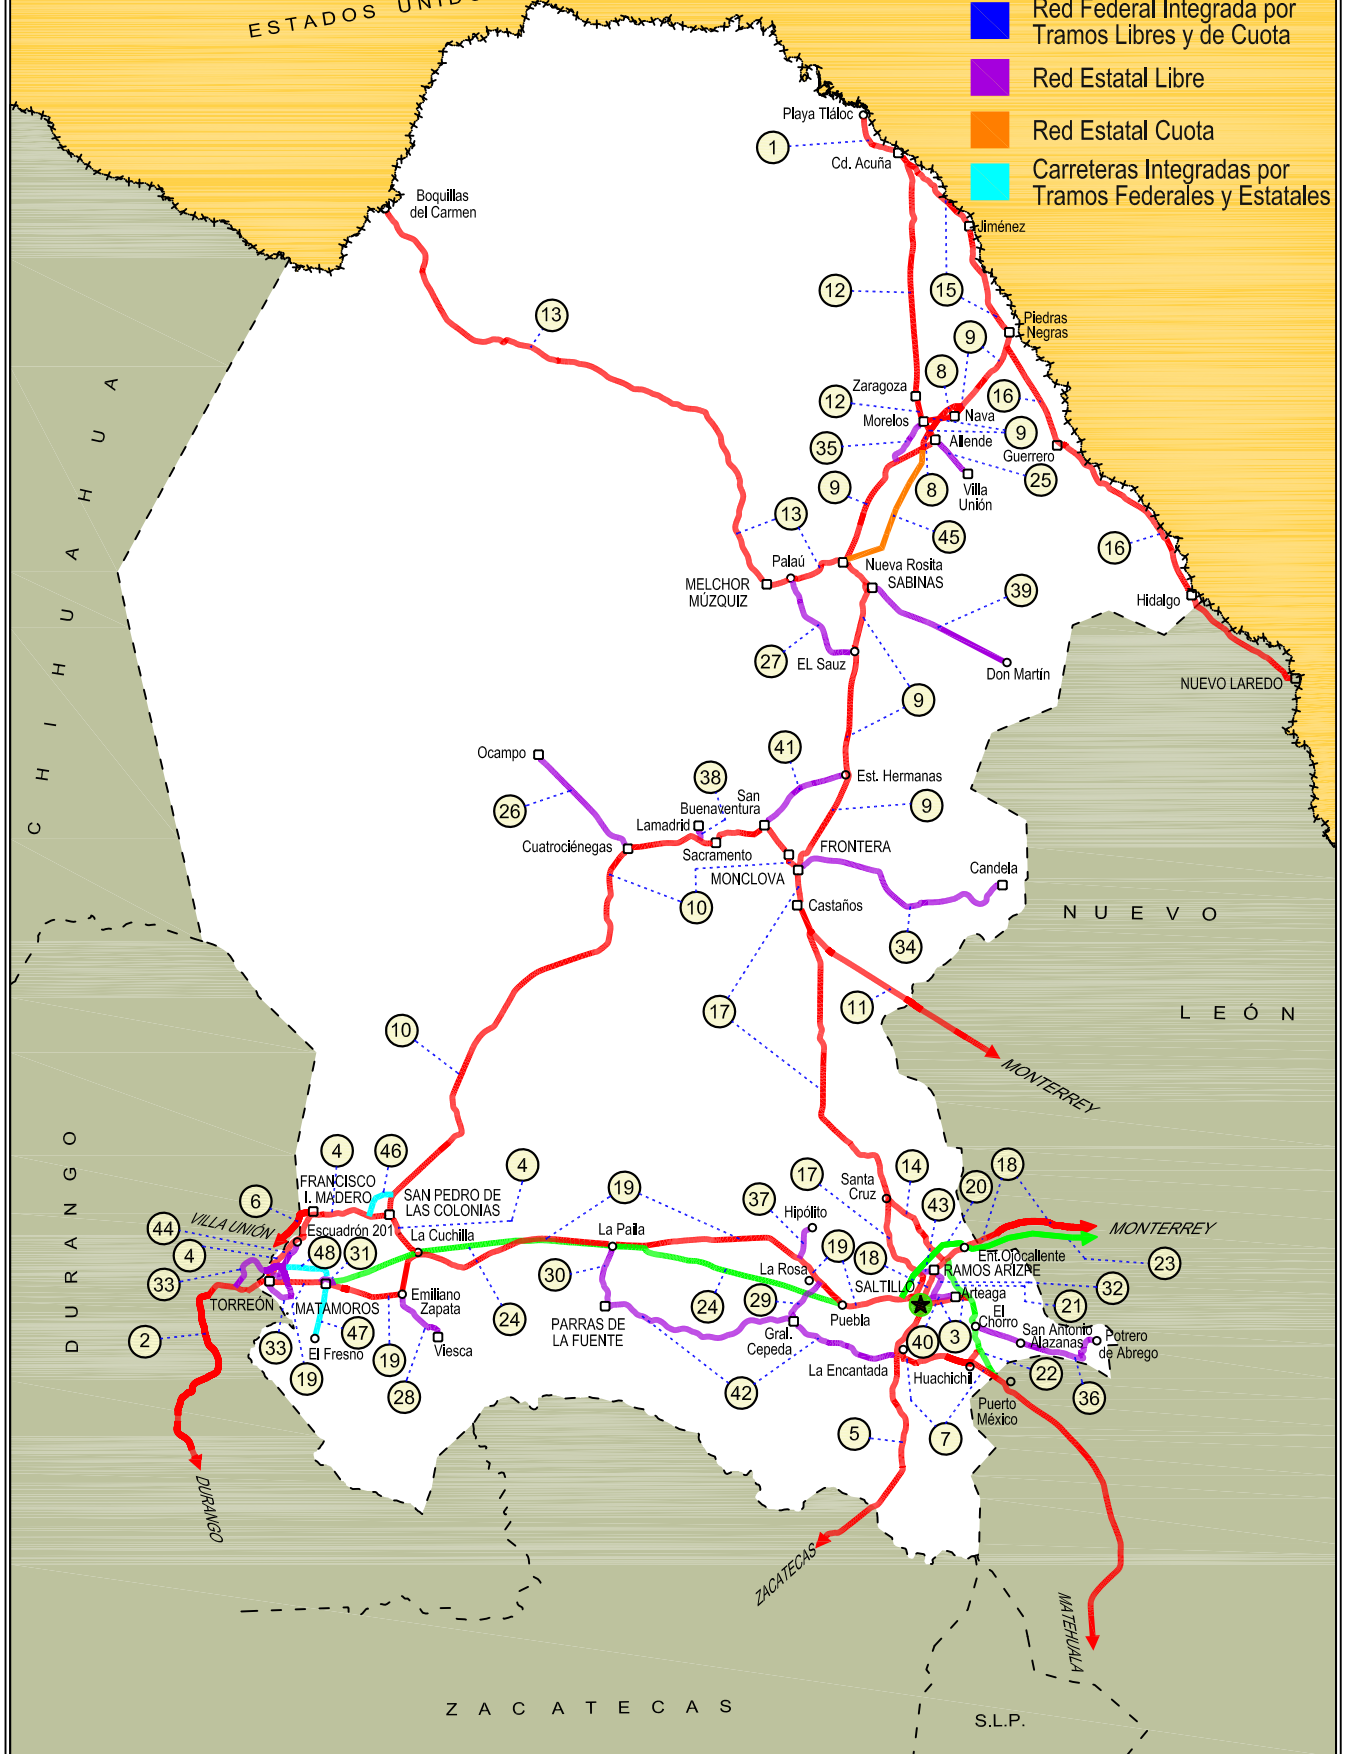 ESTADOS UNID
Red Federal Integrada por
Tramos Libres y de Cuota
Red Estatal Libre
Red Estatal Cuota
Carreteras Integradas por
Tramos Federales y Estatales
Playa Tláloc
1
Cd. Acuña
Boquillas
del Carmen
Jiménez
12
15
13
Piedras
Negras
9
8
Zaragoza
16
12
Morelos
Nava
9
35
Allende
Guerrero
25
9
8
Villa
Unión
13
45
16
Palaú
Nueva Rosita
MELCHOR
MÚZQUIZ
SABINAS
39
Hidalgo
27
EL Sauz
Don Martín
NUEVO LAREDO
9
CHIHUAHUA
Ocampo
41
38
Est. Hermanas
26
San
Buenaventura
9
Lamadrid
Cuatrociénegas
Sacramento
FRONTERA
MONCLOVA
Candela
10
Castaños
NUEVO
34
17
11
LEÓN
10
MONTERREY
DURANGO
4
46
4
FRANCISCO
I. MADERO
SAN PEDRO DE
LAS COLONIAS
19
37
17
Santa
Cruz
14
20
18
6
44
VILLA UNIÓN
Escuadrón 201
La Cuchilla
La Paila
Hipólito
43
MONTERREY
4
48
31
19
18
Ent. Ojocaliente
33
30
La Rosa
SALTILLO
RAMOS ARIZPE
23
TORREÓN
MATAMOROS
Emiliano
Zapata
24
29
24
Puebla
Arteaga
32
21
2
33
El Fresno
47
Viesca
PARRAS DE
LA FUENTE
Gral.
Cepeda
40
3
El
Chorro
San Antonio
Alazanas
Potrero
de Abrego
19
19
28
42
La Encantada
Huachichil
22
36
Puerto
México
5
7
DURANGO
ZACATECAS
MATEHUALA
ZACATECAS
S.L.P.